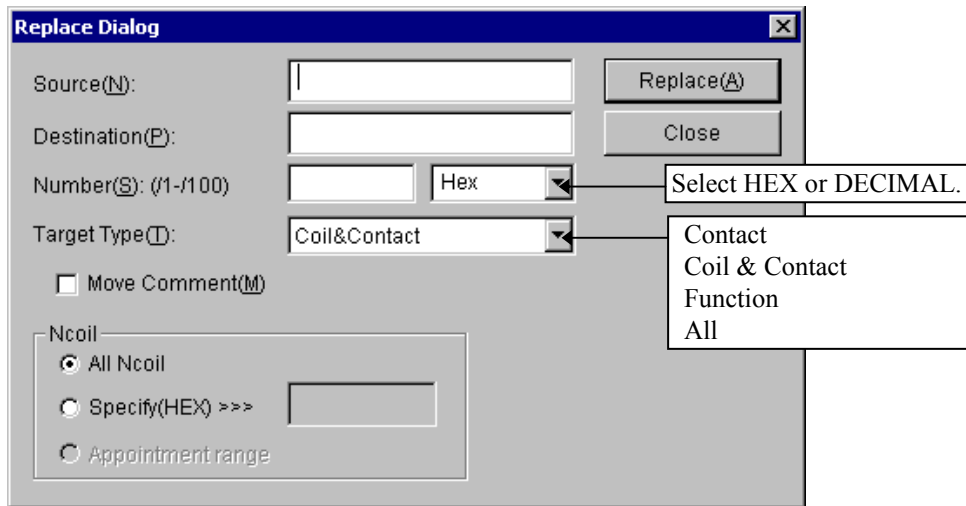 Replace Dialog
Source(N):
Replace(A)
Destination(P):
Close
Number(S): (/1-/100)
Hex
Select HEX or DECIMAL.
Target Type(T):
Coil&Contact
Contact
Coil & Contact
Function
All
Move Comment(M)
Ncoil
All Ncoil
Specify(HEX) >>>
Appointment range